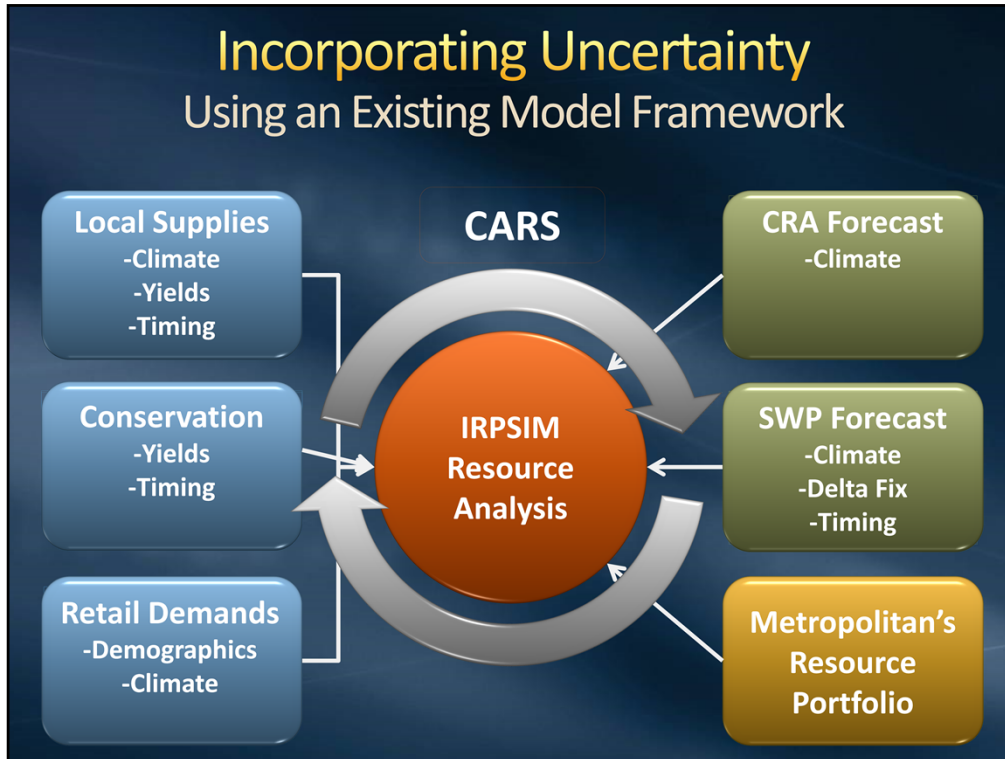 Incorporating Uncertainty
Using an Existing Model Framework
Local Supplies
-Climate
-Yields
-Timing
Conservation
-Yields
-Timing
Retail Demands
-Demographics
-Climate
CARS
IRPSIM
Resource
Analysis
CRA Forecast
-Climate
SWP Forecast
-Climate
-Delta Fix
-Timing
Metropolitan's
Resource
Portfolio